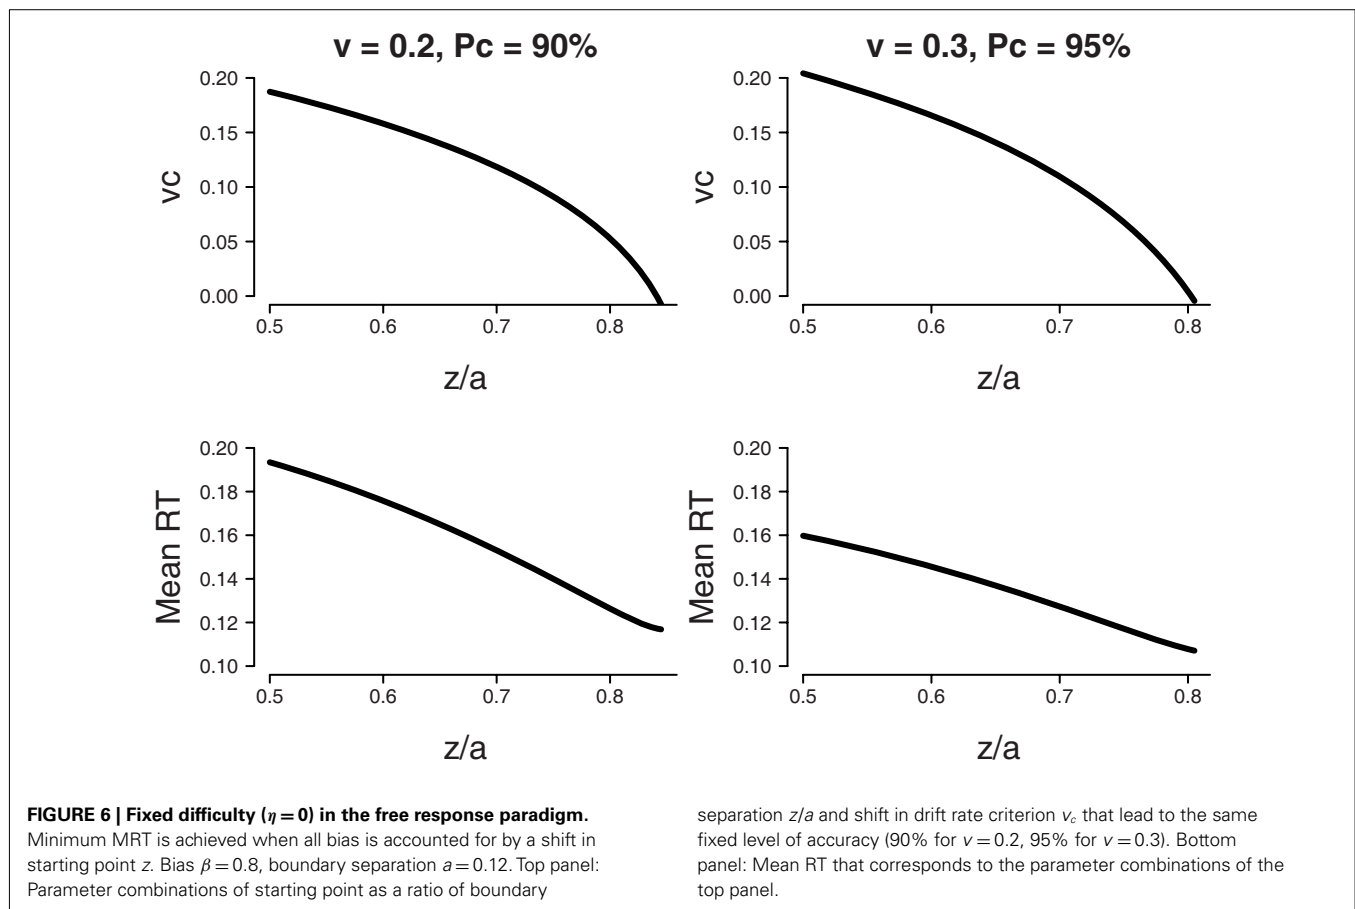 v = 0.2, Pc = 90%
0.20
0.15
0.10
0.05
0.00
vc
0.5 0.6 0.7 0.8
z/a
v = 0.3, Pc = 95%
0.20
0.15
0.10
0.05
0.00
vc
0.5 0.6 0.7 0.8
z/a
0.20
0.18
0.16
0.14
0.12
0.10
Mean RT
0.5 0.6 0.7 0.8
z/a
0.20
0.18
0.16
0.14
0.12
0.10
Mean RT
0.5 0.6 0.7 0.8
z/a
FIGURE 6 | Fixed difficulty (η = 0) in the free response paradigm.
Minimum MRT is achieved when all bias is accounted for by a shift in
starting point z. Bias β = 0.8, boundary separation a = 0.12. Top panel:
Parameter combinations of starting point as a ratio of boundary
separation z/a and shift in drift rate criterion vc that lead to the same
fixed level of accuracy (90% for v = 0.2, 95% for v = 0.3). Bottom
panel: Mean RT that corresponds to the parameter combinations of the
top panel.